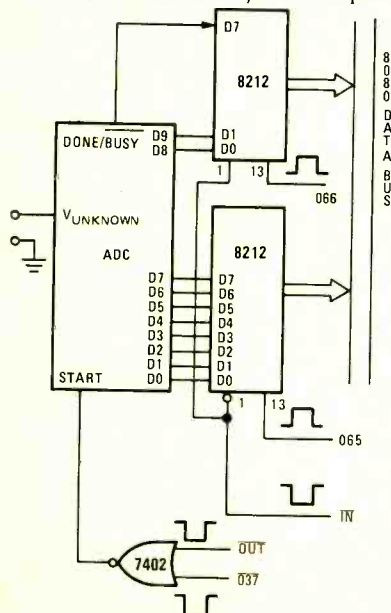 D7
8212
DONE/BUSY
D9
D8
D1
D0
1
13
066
8080 DATA BUS
VUNKNOWN
ADC
8212
D7
D6
D5
D4
D3
D2
D1
D0
D7
D6
D5
D4
D3
D2
D1
D0
START
1
13
065
IN
7402
OUT
037